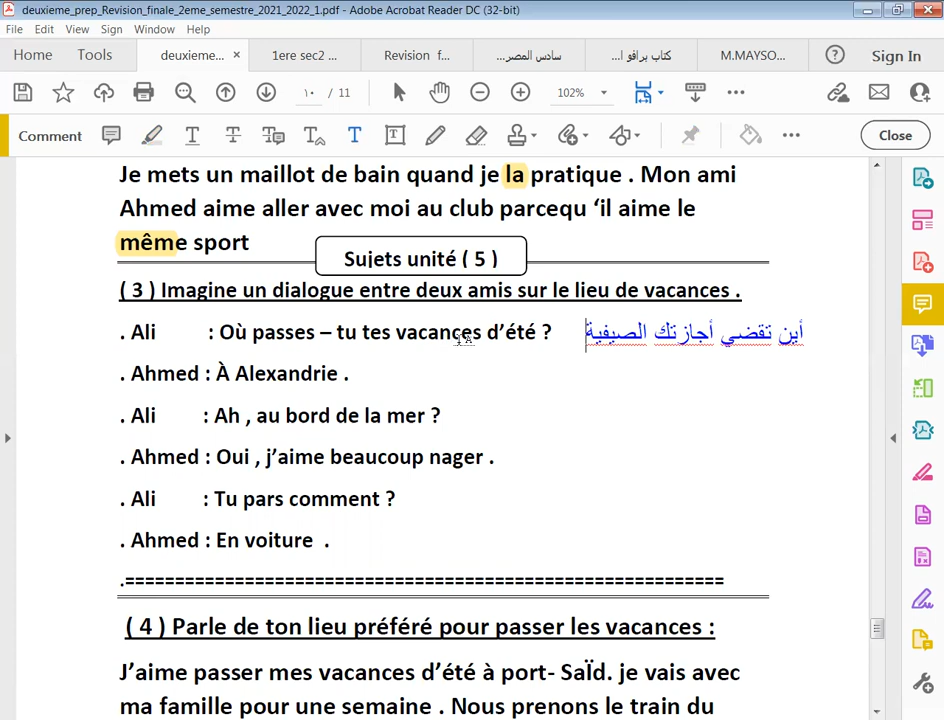 deuxieme_prep_Revision_finale_2eme_semestre_2021_2022_1.pdf - Adobe Acrobat Reader DC (32-bit)
File Edit View Sign Window Help
Home Tools deuxieme... × 1ere sec2 ... Revision f... سادس المصر... كتاب برافو ا... M.MAYSO... Sign In
١٠ / 11 102%
Comment Close
Je mets un maillot de bain quand je la pratique . Mon ami
Ahmed aime aller avec moi au club parcequ ‘il aime le
même sport
Sujets unité ( 5 )
( 3 ) Imagine un dialogue entre deux amis sur le lieu de vacances .
. Ali : Où passes – tu tes vacances d’été ? أين تقضي أجازتك الصيفية
. Ahmed : À Alexandrie .
. Ali : Ah , au bord de la mer ?
. Ahmed : Oui , j’aime beaucoup nager .
. Ali : Tu pars comment ?
. Ahmed : En voiture .
.============================================================
( 4 ) Parle de ton lieu préféré pour passer les vacances :
J’aime passer mes vacances d’été à port- SaÏd. je vais avec
ma famille pour une semaine . Nous prenons le train du